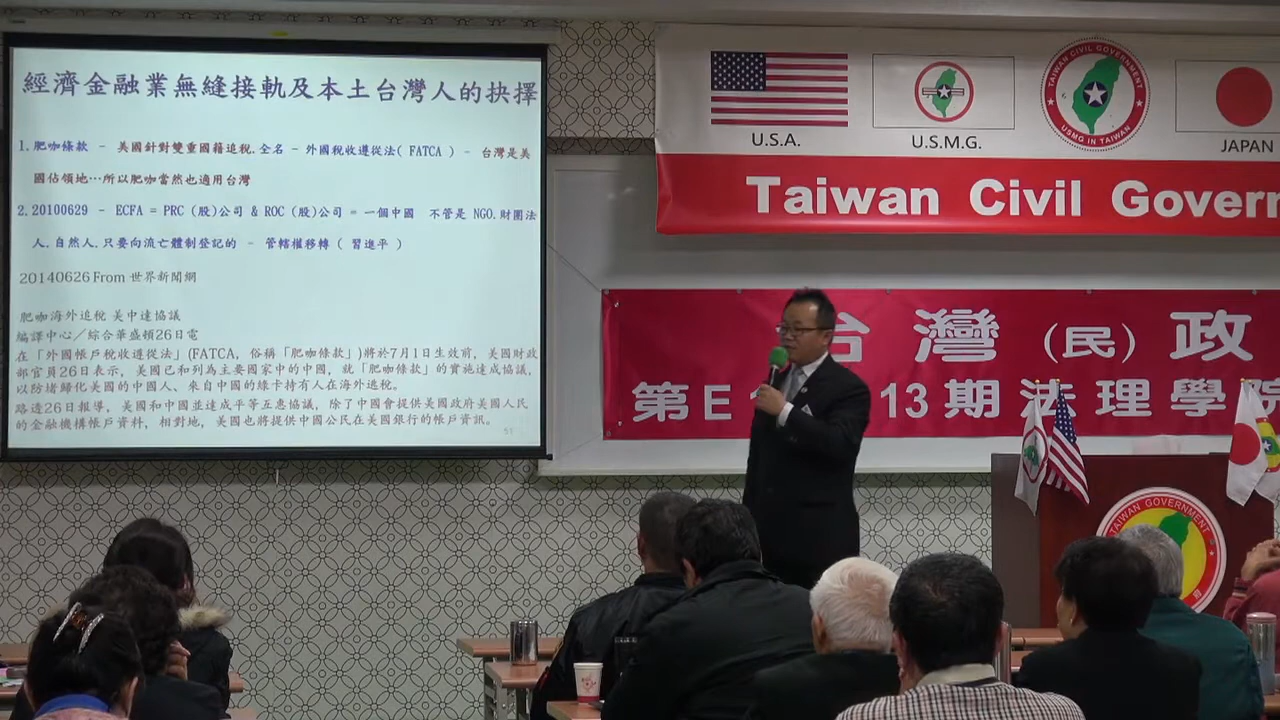 經濟金融業無縫接軌及本土台灣人的抉擇
1.肥咖條款 – 美國針對雙重國籍追稅.全名 – 外國稅收遵從法( FATCA ) – 台灣是美
國佔領地…所以肥咖當然也適用台灣
2.20100629 – ECFA = PRC (股)公司 & ROC (股)公司 = 一個中國 不管是 NGO.財團法
人.自然人.只要向流亡體制登記的 – 管轄權移轉 ( 習進平 )
20140626 From 世界新聞網
肥咖海外追稅 美中達協議
編譯中心／綜合華盛頓26日電
在「外國帳戶稅收遵從法」(FATCA, 俗稱「肥咖條款」)將於7月1日生效前, 美國財政
部官員26日表示, 美國已和列為主要國家中的中國, 就「肥咖條款」的實施達成協議,
以防堵歸化美國的中國人、來自中國的綠卡持有人在海外追稅。
路透26日報導, 美國和中國並達成平等互惠協議, 除了中國會提供美國政府美國人民
的金融機構帳戶資料, 相對地, 美國也將提供中國公民在美國銀行的帳戶資訊。
51
U.S.A.
U.S.M.G.
TAIWAN CIVIL GOVERNMENT
USMG IN TAIWAN
JAPAN
Taiwan Civil Govern
台灣(民)政
第E 13期法理學院
TAIWAN GOVERNMENT